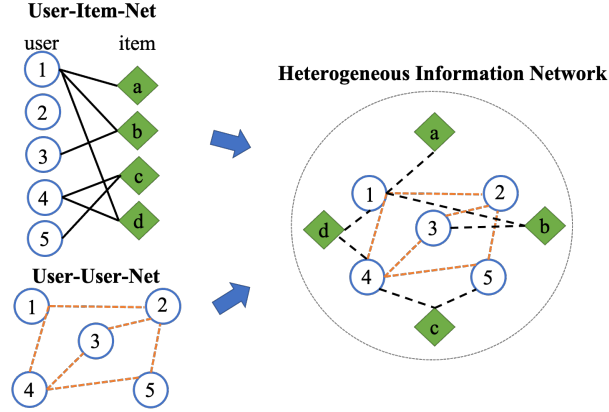 User-Item-Net
user item
1
a
2
b
3
c
4
d
5
User-User-Net
1
2
3
4
5
Heterogeneous Information Network
a
1
2
d
3
b
4
5
c